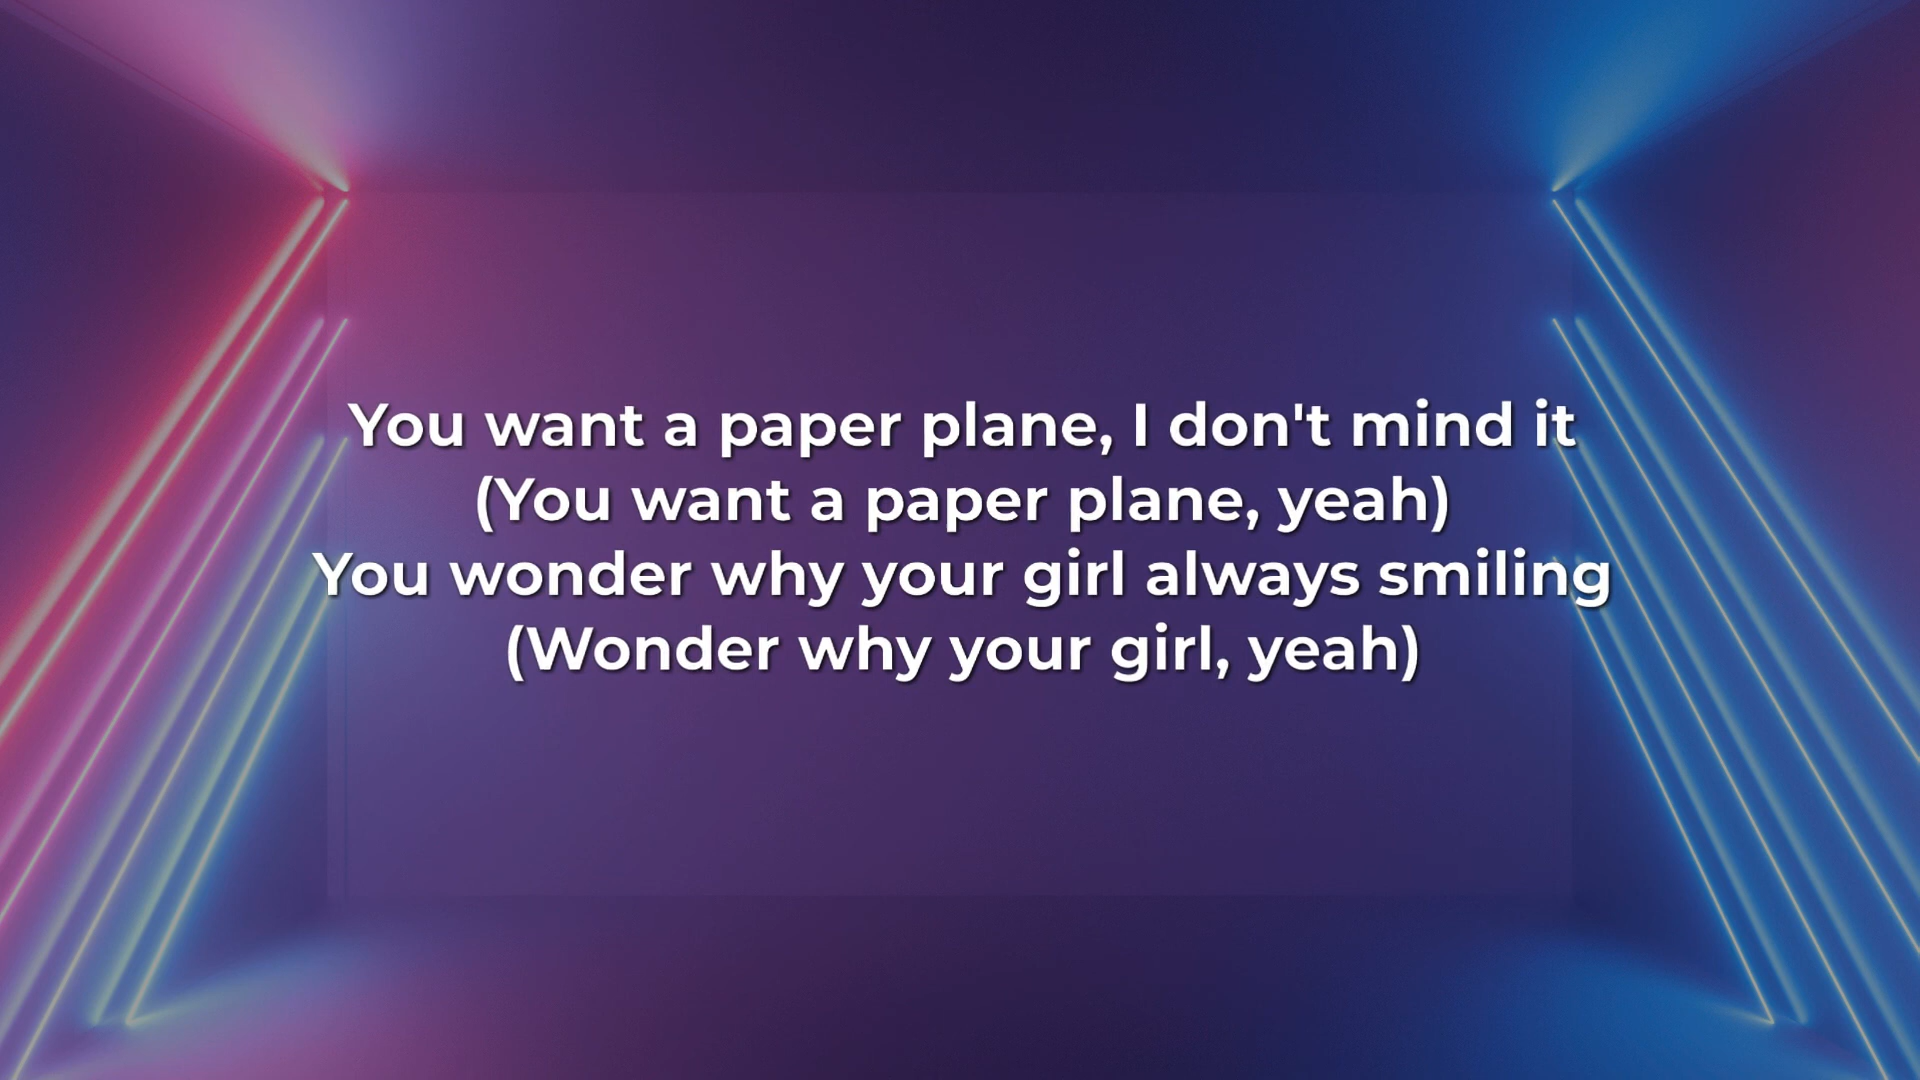 You want a paper plane, I don't mind it
(You want a paper plane, yeah)
You wonder why your girl always smiling
(Wonder why your girl, yeah)